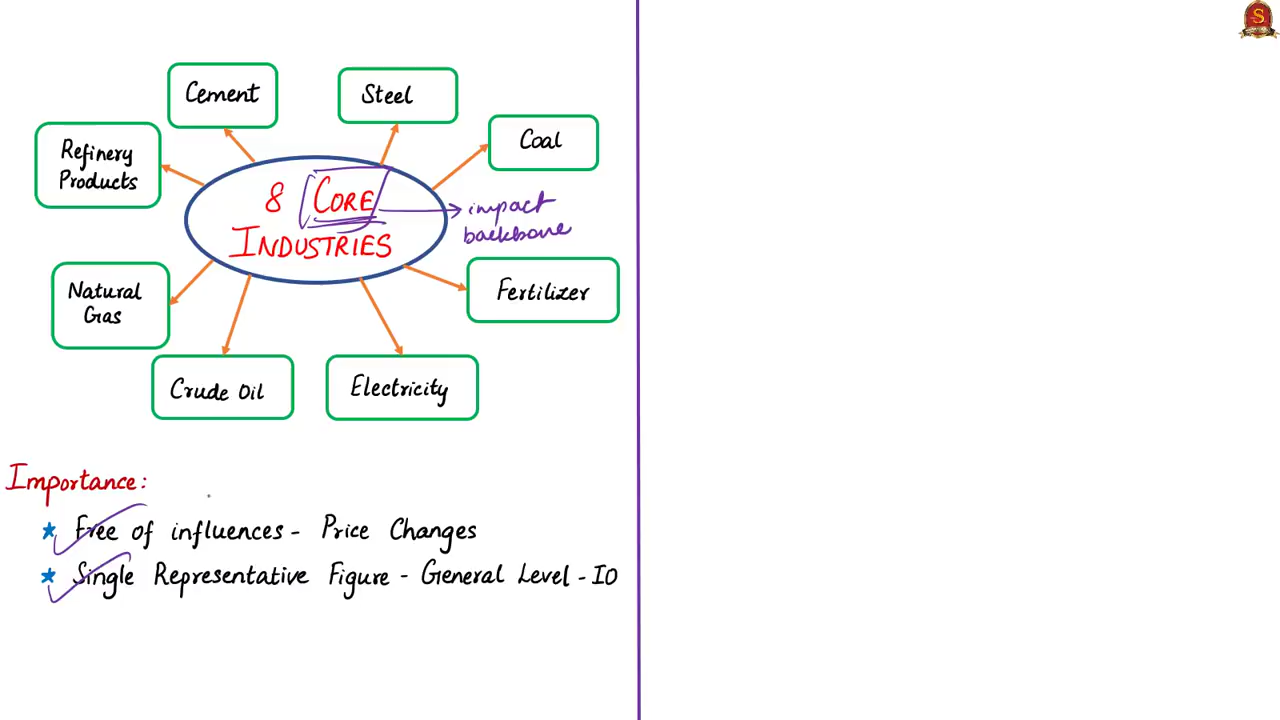 Cement
Steel
Coal
Refinery
Products
8 CORE
INDUSTRIES
impact
backbone
Natural
Gas
Fertilizer
Crude Oil
Electricity
Importance:
Free of influences - Price Changes
Single Representative Figure - General Level - IO
S